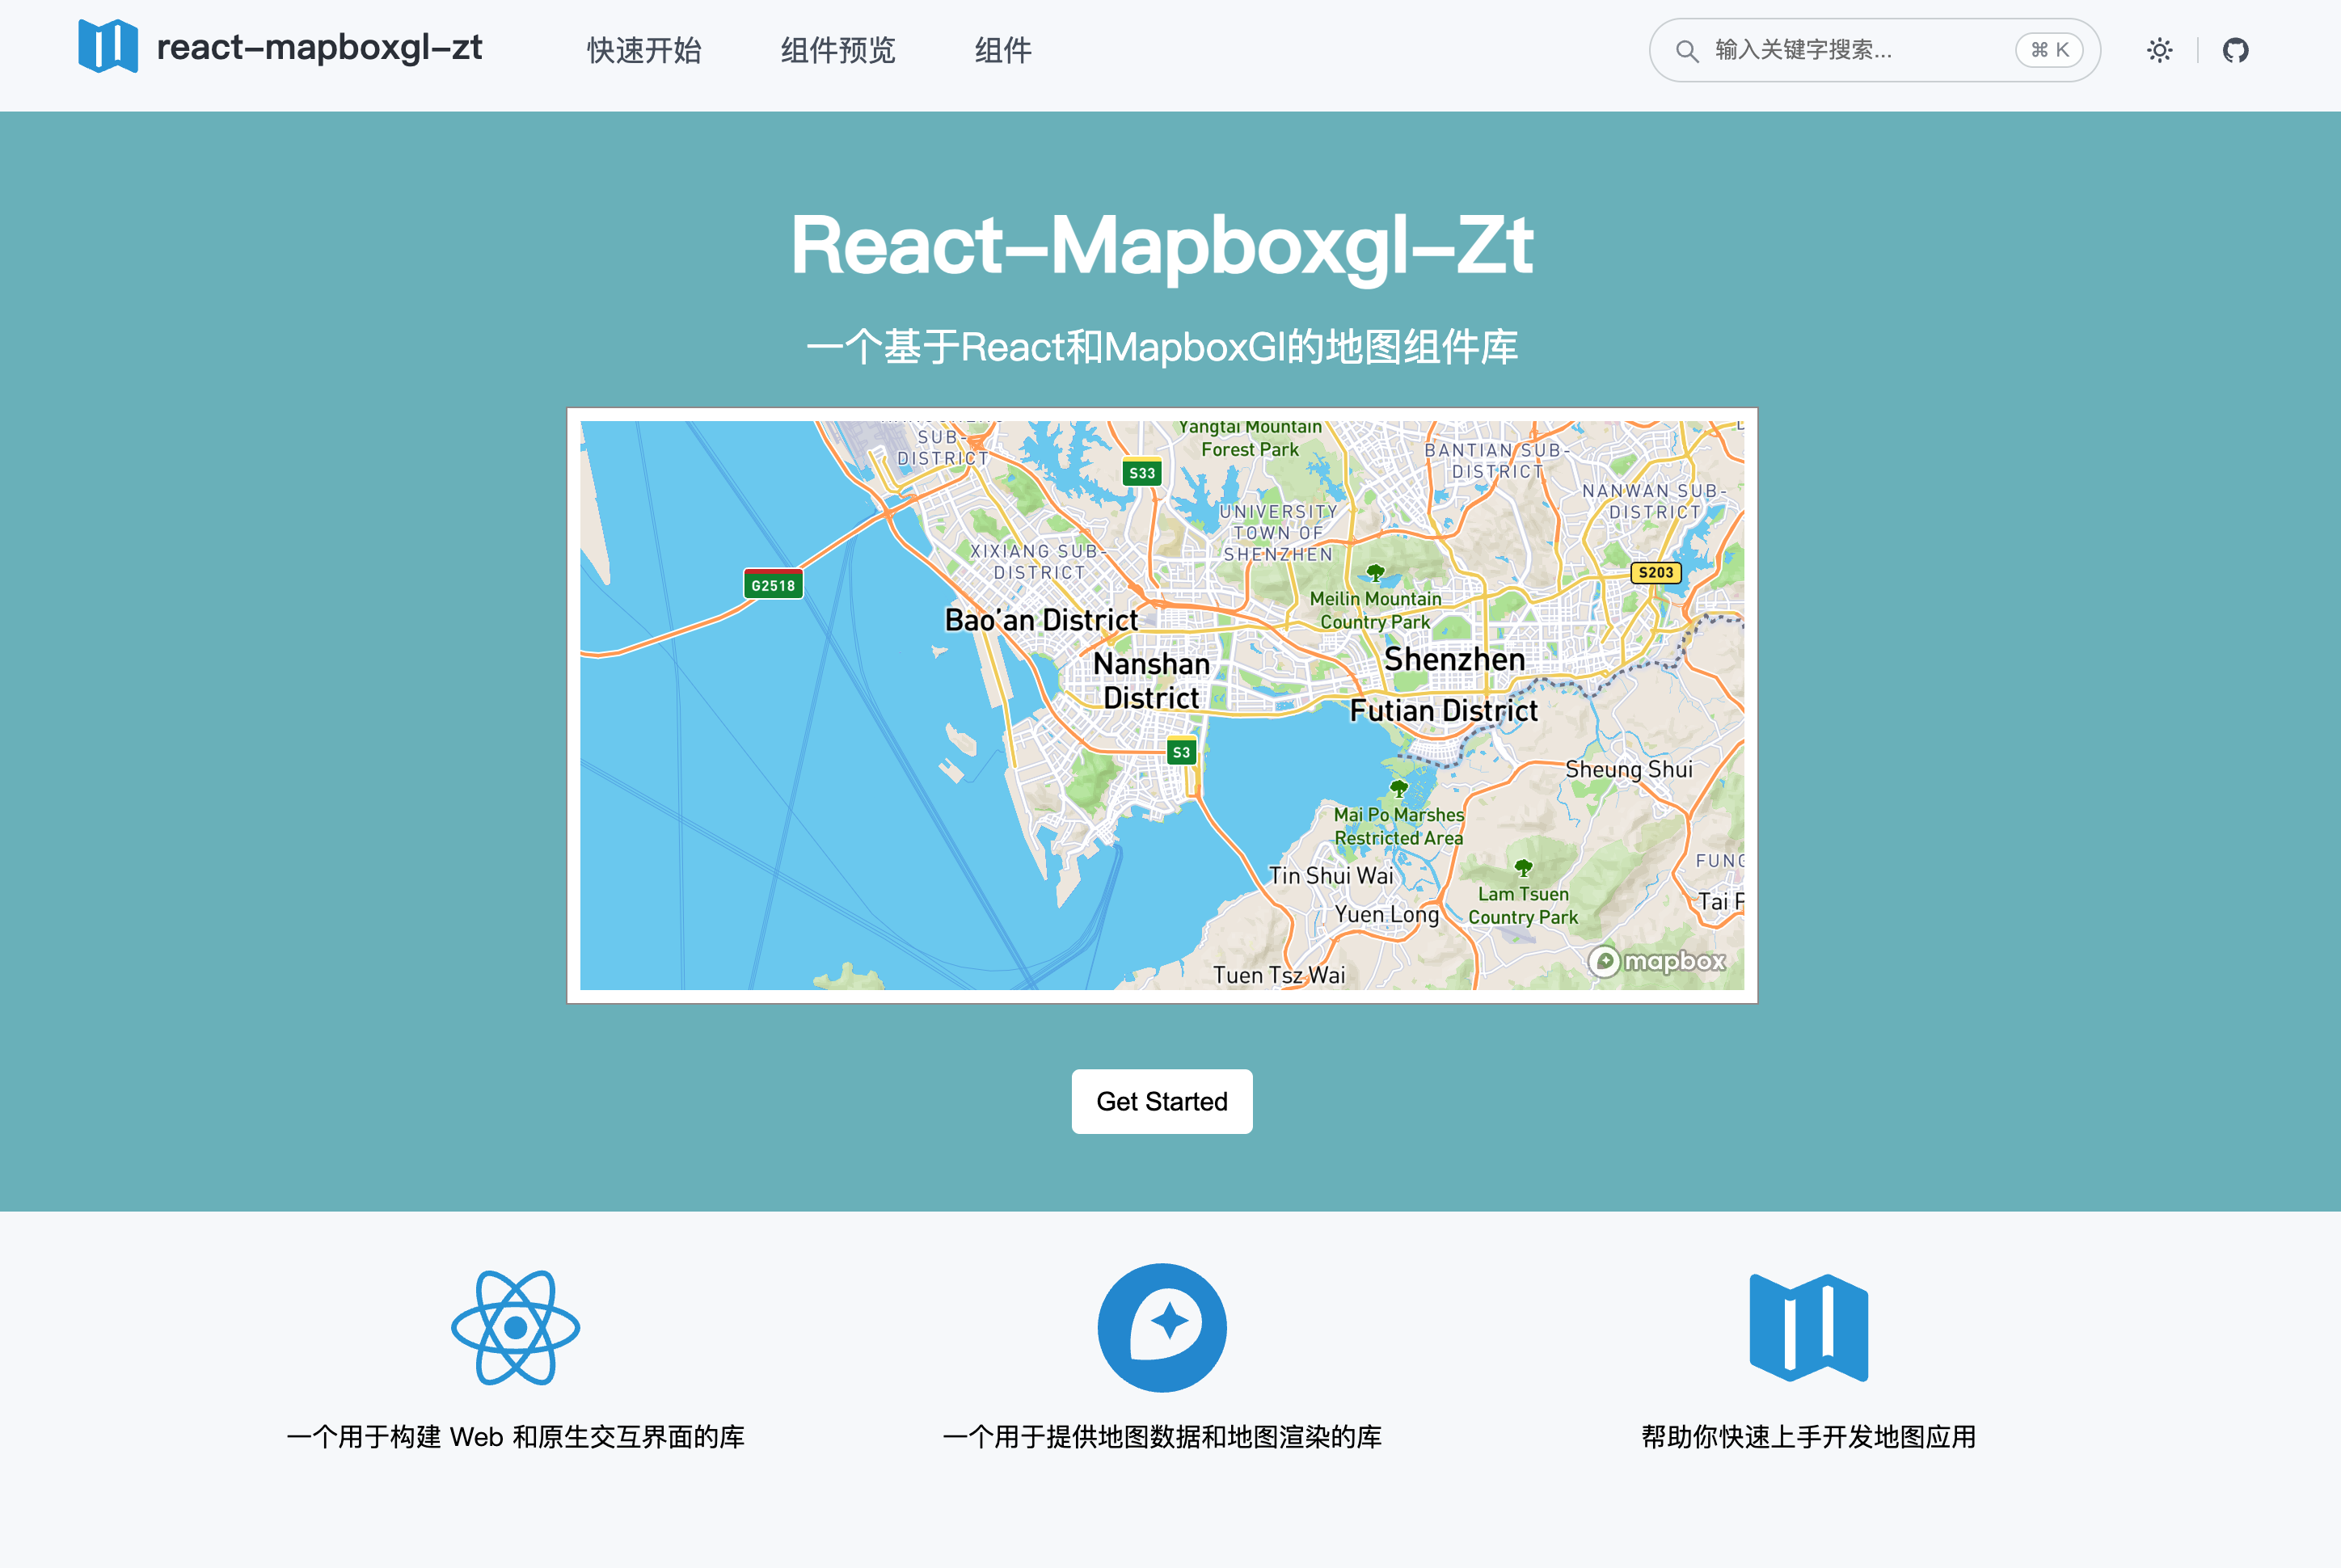 react-mapboxgl-zt
快速开始
组件预览
组件
输入关键字搜索...
⌘ K
React-Mapboxgl-Zt
一个基于React和MapboxGl的地图组件库
SUB-
DISTRICT
S33
Yangtai Mountain
Forest Park
BANTIAN SUB-
DISTRICT
NANWAN SUB-
DISTRICT
UNIVERSITY
TOWN OF
SHENZHEN
XIXIANG SUB-
DISTRICT
G2518
S203
Meilin Mountain
Country Park
Bao’an District
Nanshan
District
Shenzhen
Futian District
S3
Sheung Shui
Mai Po Marshes
Restricted Area
FUNG
Tin Shui Wai
Lam Tsuen
Country Park
Tai
Yuen Long
mapbox
Tuen Tsz Wai
Get Started
一个用于构建 Web 和原生交互界面的库
一个用于提供地图数据和地图渲染的库
帮助你快速上手开发地图应用